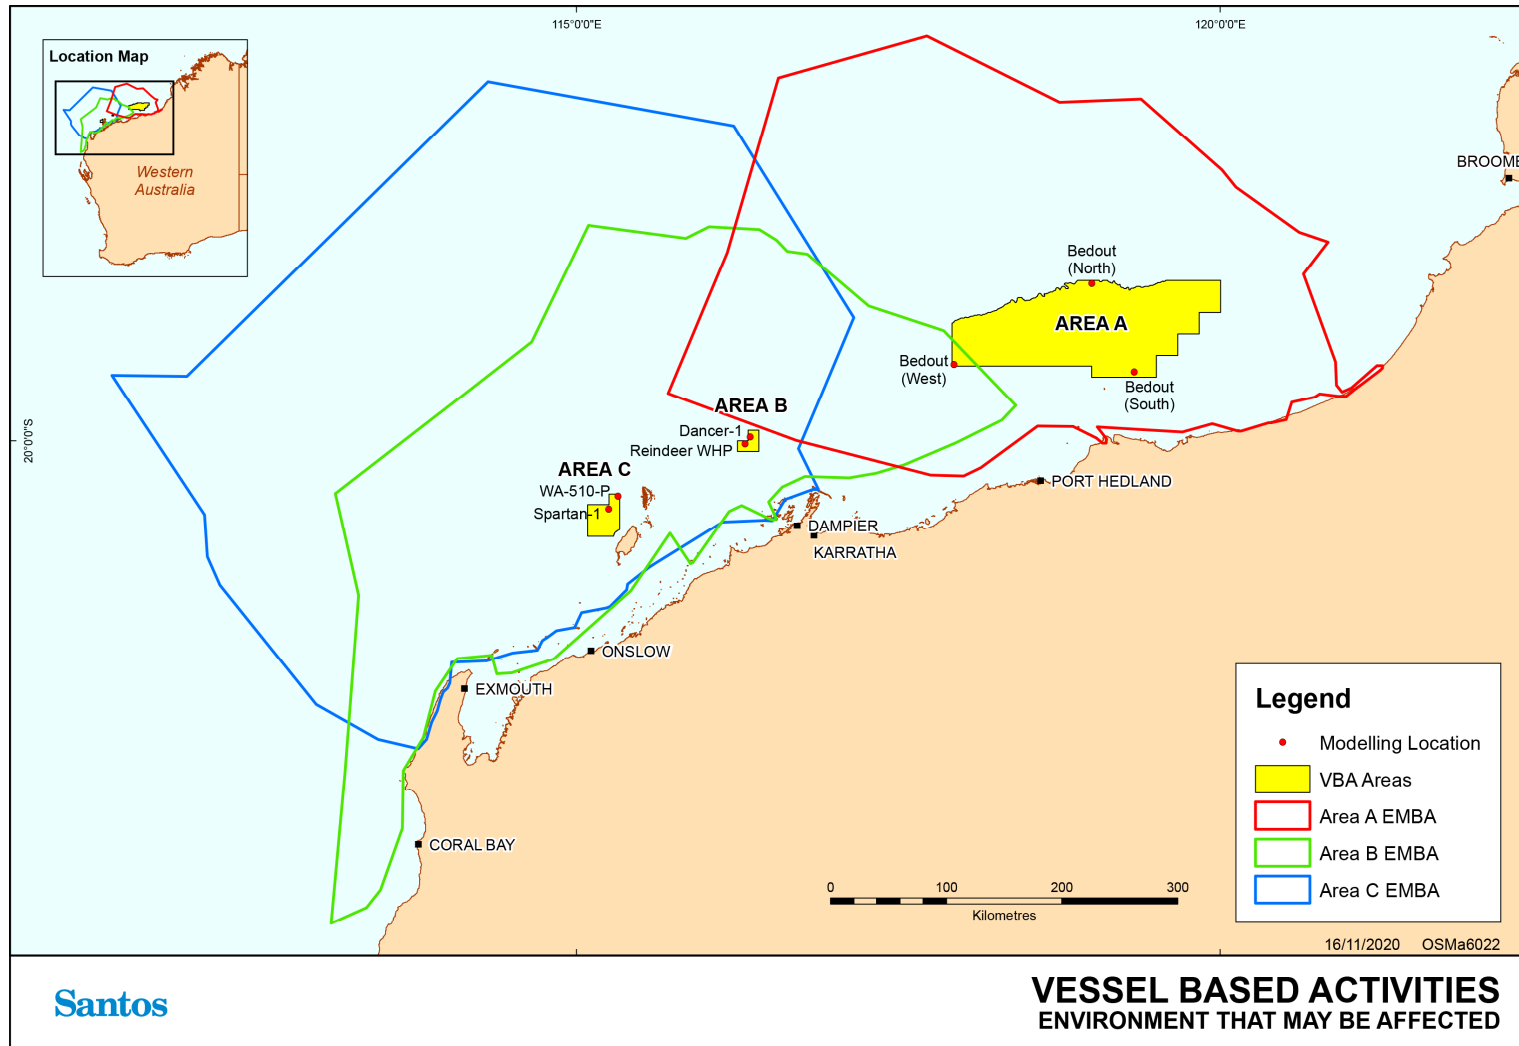 115°0'0"E
120°0'0"E
Location Map
Western
Australia
BROOME
Bedout
(North)
AREA A
Bedout
(West)
Bedout
(South)
AREA B
Dancer-1
Reindeer WHP
20°0'0"S
AREA C
WA-510-P
Spartan-1
PORT HEDLAND
DAMPIER
KARRATHA
ONSLOW
EXMOUTH
CORAL BAY
Legend
Modelling Location
VBA Areas
Area A EMBA
Area B EMBA
Area C EMBA
0 100 200 300
Kilometres
16/11/2020 OSMa6022
Santos
VESSEL BASED ACTIVITIES
ENVIRONMENT THAT MAY BE AFFECTED